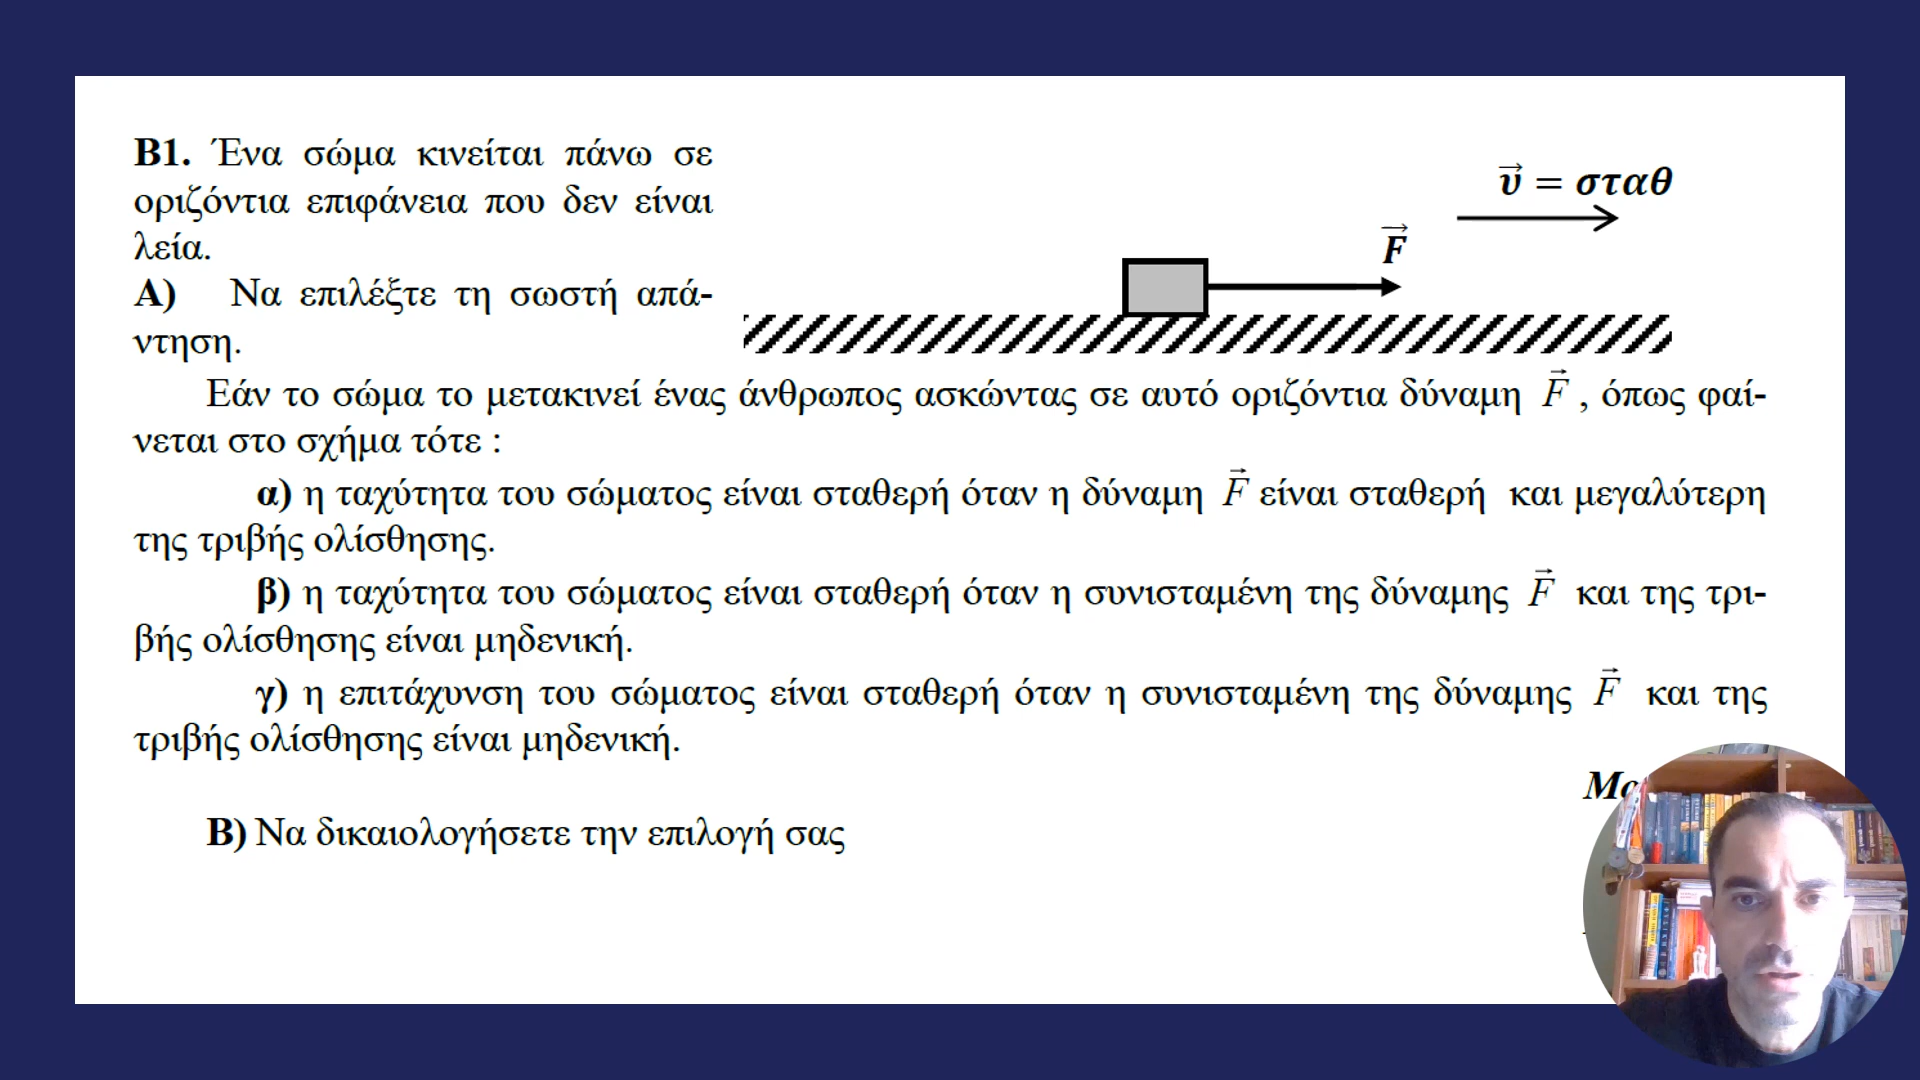 Β1. Ένα σώμα κινείται πάνω σε
οριζόντια επιφάνεια που δεν είναι
λεία.
Α) Να επιλέξτε τη σωστή απά-
ντηση.
υ⃗ = σταθ
F⃗
Εάν το σώμα το μετακινεί ένας άνθρωπος ασκώντας σε αυτό οριζόντια δύναμη F⃗ , όπως φαί-
νεται στο σχήμα τότε :
α) η ταχύτητα του σώματος είναι σταθερή όταν η δύναμη F⃗ είναι σταθερή και μεγαλύτερη
της τριβής ολίσθησης.
β) η ταχύτητα του σώματος είναι σταθερή όταν η συνισταμένη της δύναμης F⃗ και της τρι-
βής ολίσθησης είναι μηδενική.
γ) η επιτάχυνση του σώματος είναι σταθερή όταν η συνισταμένη της δύναμης F⃗ και της
τριβής ολίσθησης είναι μηδενική.
Β) Να δικαιολογήσετε την επιλογή σας